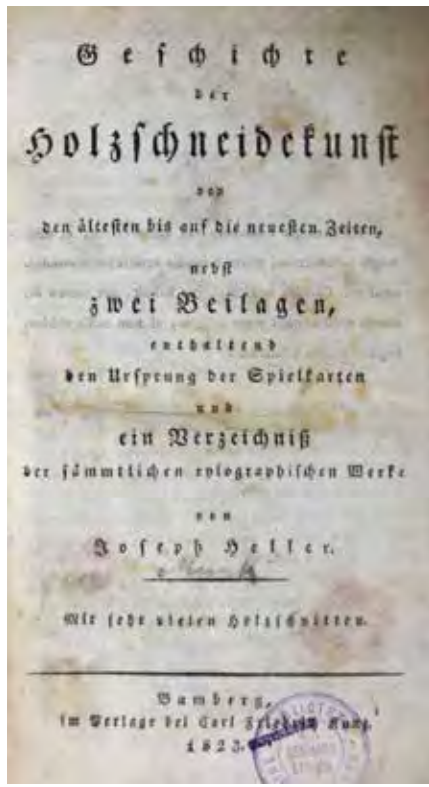 Geschichte
der
Holzschneidekunst
von
den ältesten bis auf die neuesten Zeiten,
nebst
zwei Beilagen,
enthaltend
den Ursprung der Spielkarten
und
ein Verzeichniß
der sämmtlichen xylographischen Werke
von
Joseph Heller.
Mit sehr vielen Holzschnitten.
Bamberg,
im Verlage bei Carl Friedrich Kunz.
1823.